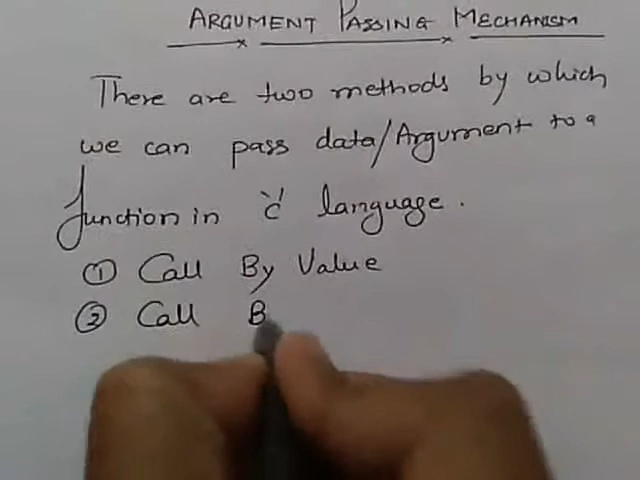 ARGUMENT PASSING MECHANISM
There are two methods by which
we can pass data/Argument to a
function in 'c' language.
① Call By Value
② Call B